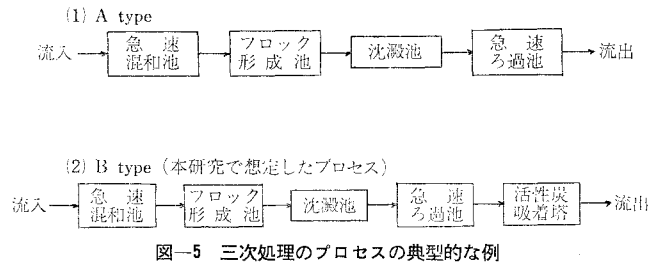 (1) A type
流入 急速混和池 フロック形成池 沈澱池 急速ろ過池 流出
(2) B type (本研究で想定したプロセス)
流入 急速混和池 フロック形成池 沈澱池 急速ろ過池 活性炭吸着塔 流出
図—5 三次処理のプロセスの典型的な例